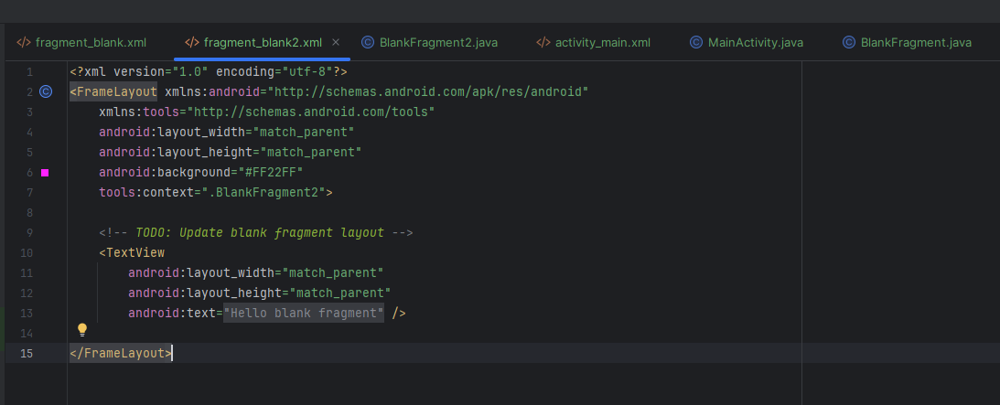 fragment_blank.xml fragment_blank2.xml BlankFragment2.java activity_main.xml MainActivity.java BlankFragment.java
1 <?xml version="1.0" encoding="utf-8"?>
2 <FrameLayout xmlns:android="http://schemas.android.com/apk/res/android"
3 xmlns:tools="http://schemas.android.com/tools"
4 android:layout_width="match_parent"
5 android:layout_height="match_parent"
6 android:background="#FF22FF"
7 tools:context=".BlankFragment2">
8
9 <!-- TODO: Update blank fragment layout -->
10 <TextView
11 android:layout_width="match_parent"
12 android:layout_height="match_parent"
13 android:text="Hello blank fragment" />
14
15 </FrameLayout>